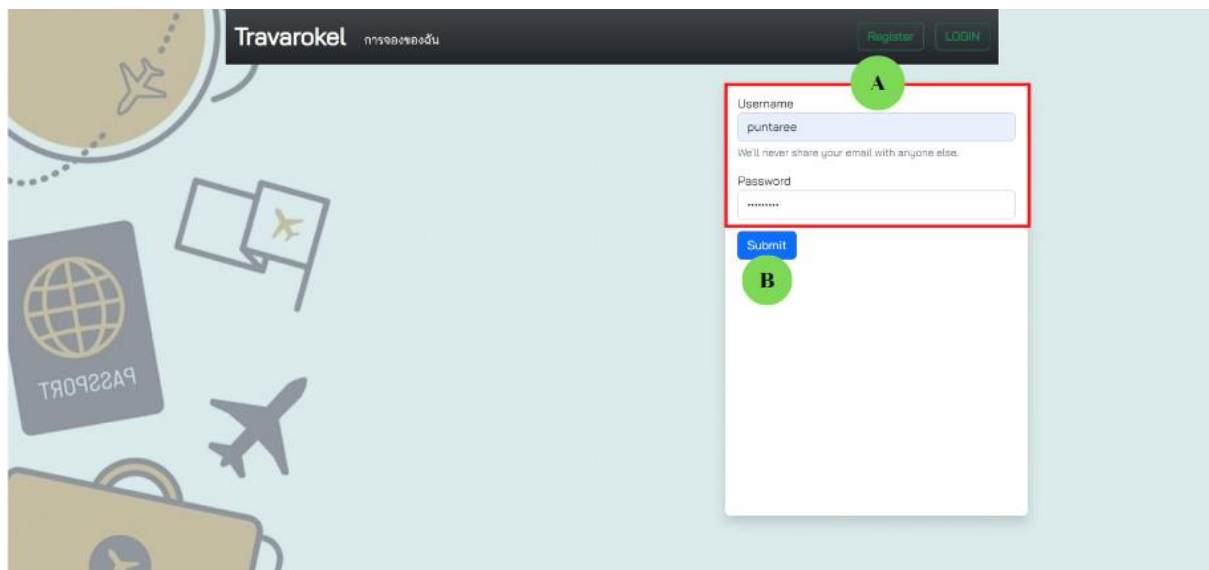 Travarokel การจองของฉัน Register LOGIN
A
Username
puntaree
We'll never share your email with anyone else.
Password
•••••••••
Submit
B
PASSPORT